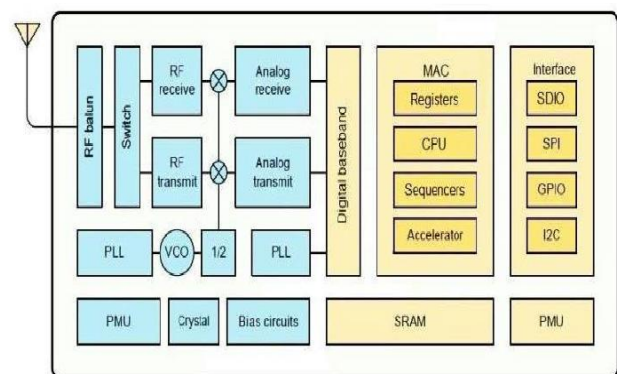 RF balun
Switch
RF
receive
Analog
receive
RF
transmit
Analog
transmit
Digital baseband
MAC
Registers
CPU
Sequencers
Accelerator
Interface
SDIO
SPI
GPIO
I2C
PLL
VCO
1/2
PLL
PMU
Crystal
Bias circuits
SRAM
PMU